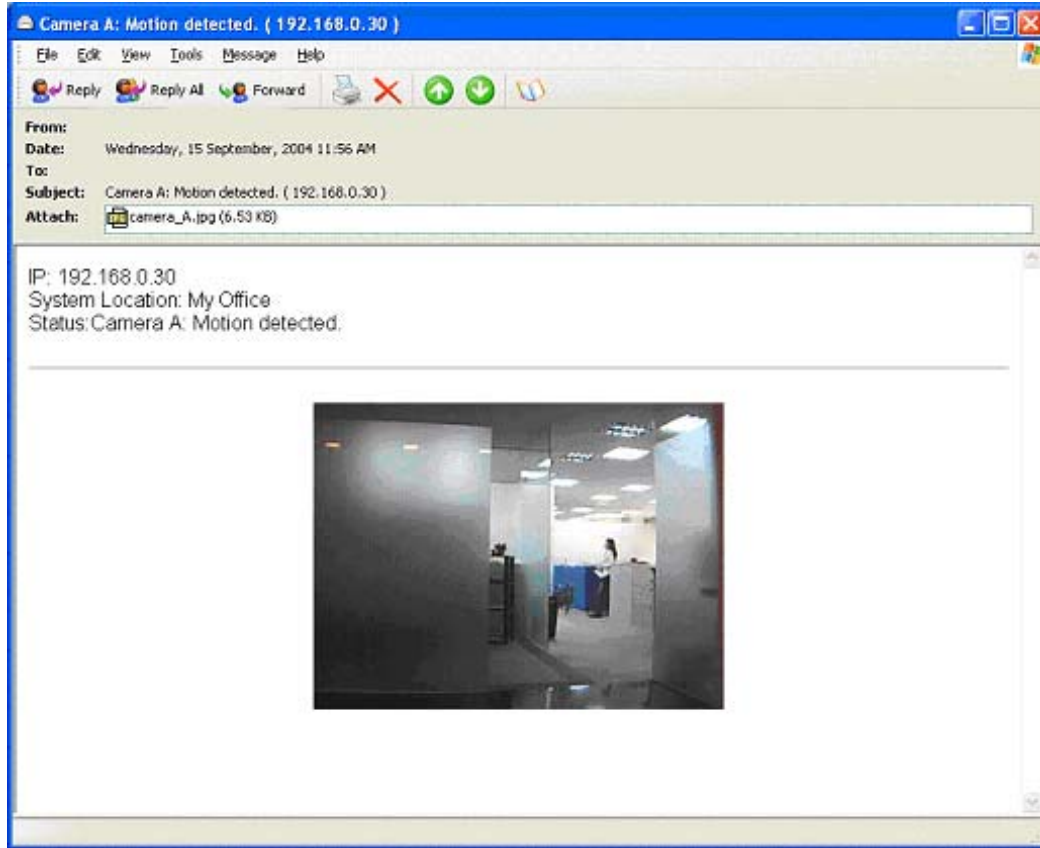 Camera A: Motion detected. ( 192.168.0.30 )
File Edit View Tools Message Help
Reply Reply All Forward
From:
Date: Wednesday, 15 September, 2004 11:56 AM
To:
Subject: Camera A: Motion detected. ( 192.168.0.30 )
Attach: camera_A.jpg (6.53 KB)
IP: 192.168.0.30
System Location: My Office
Status:Camera A: Motion detected.